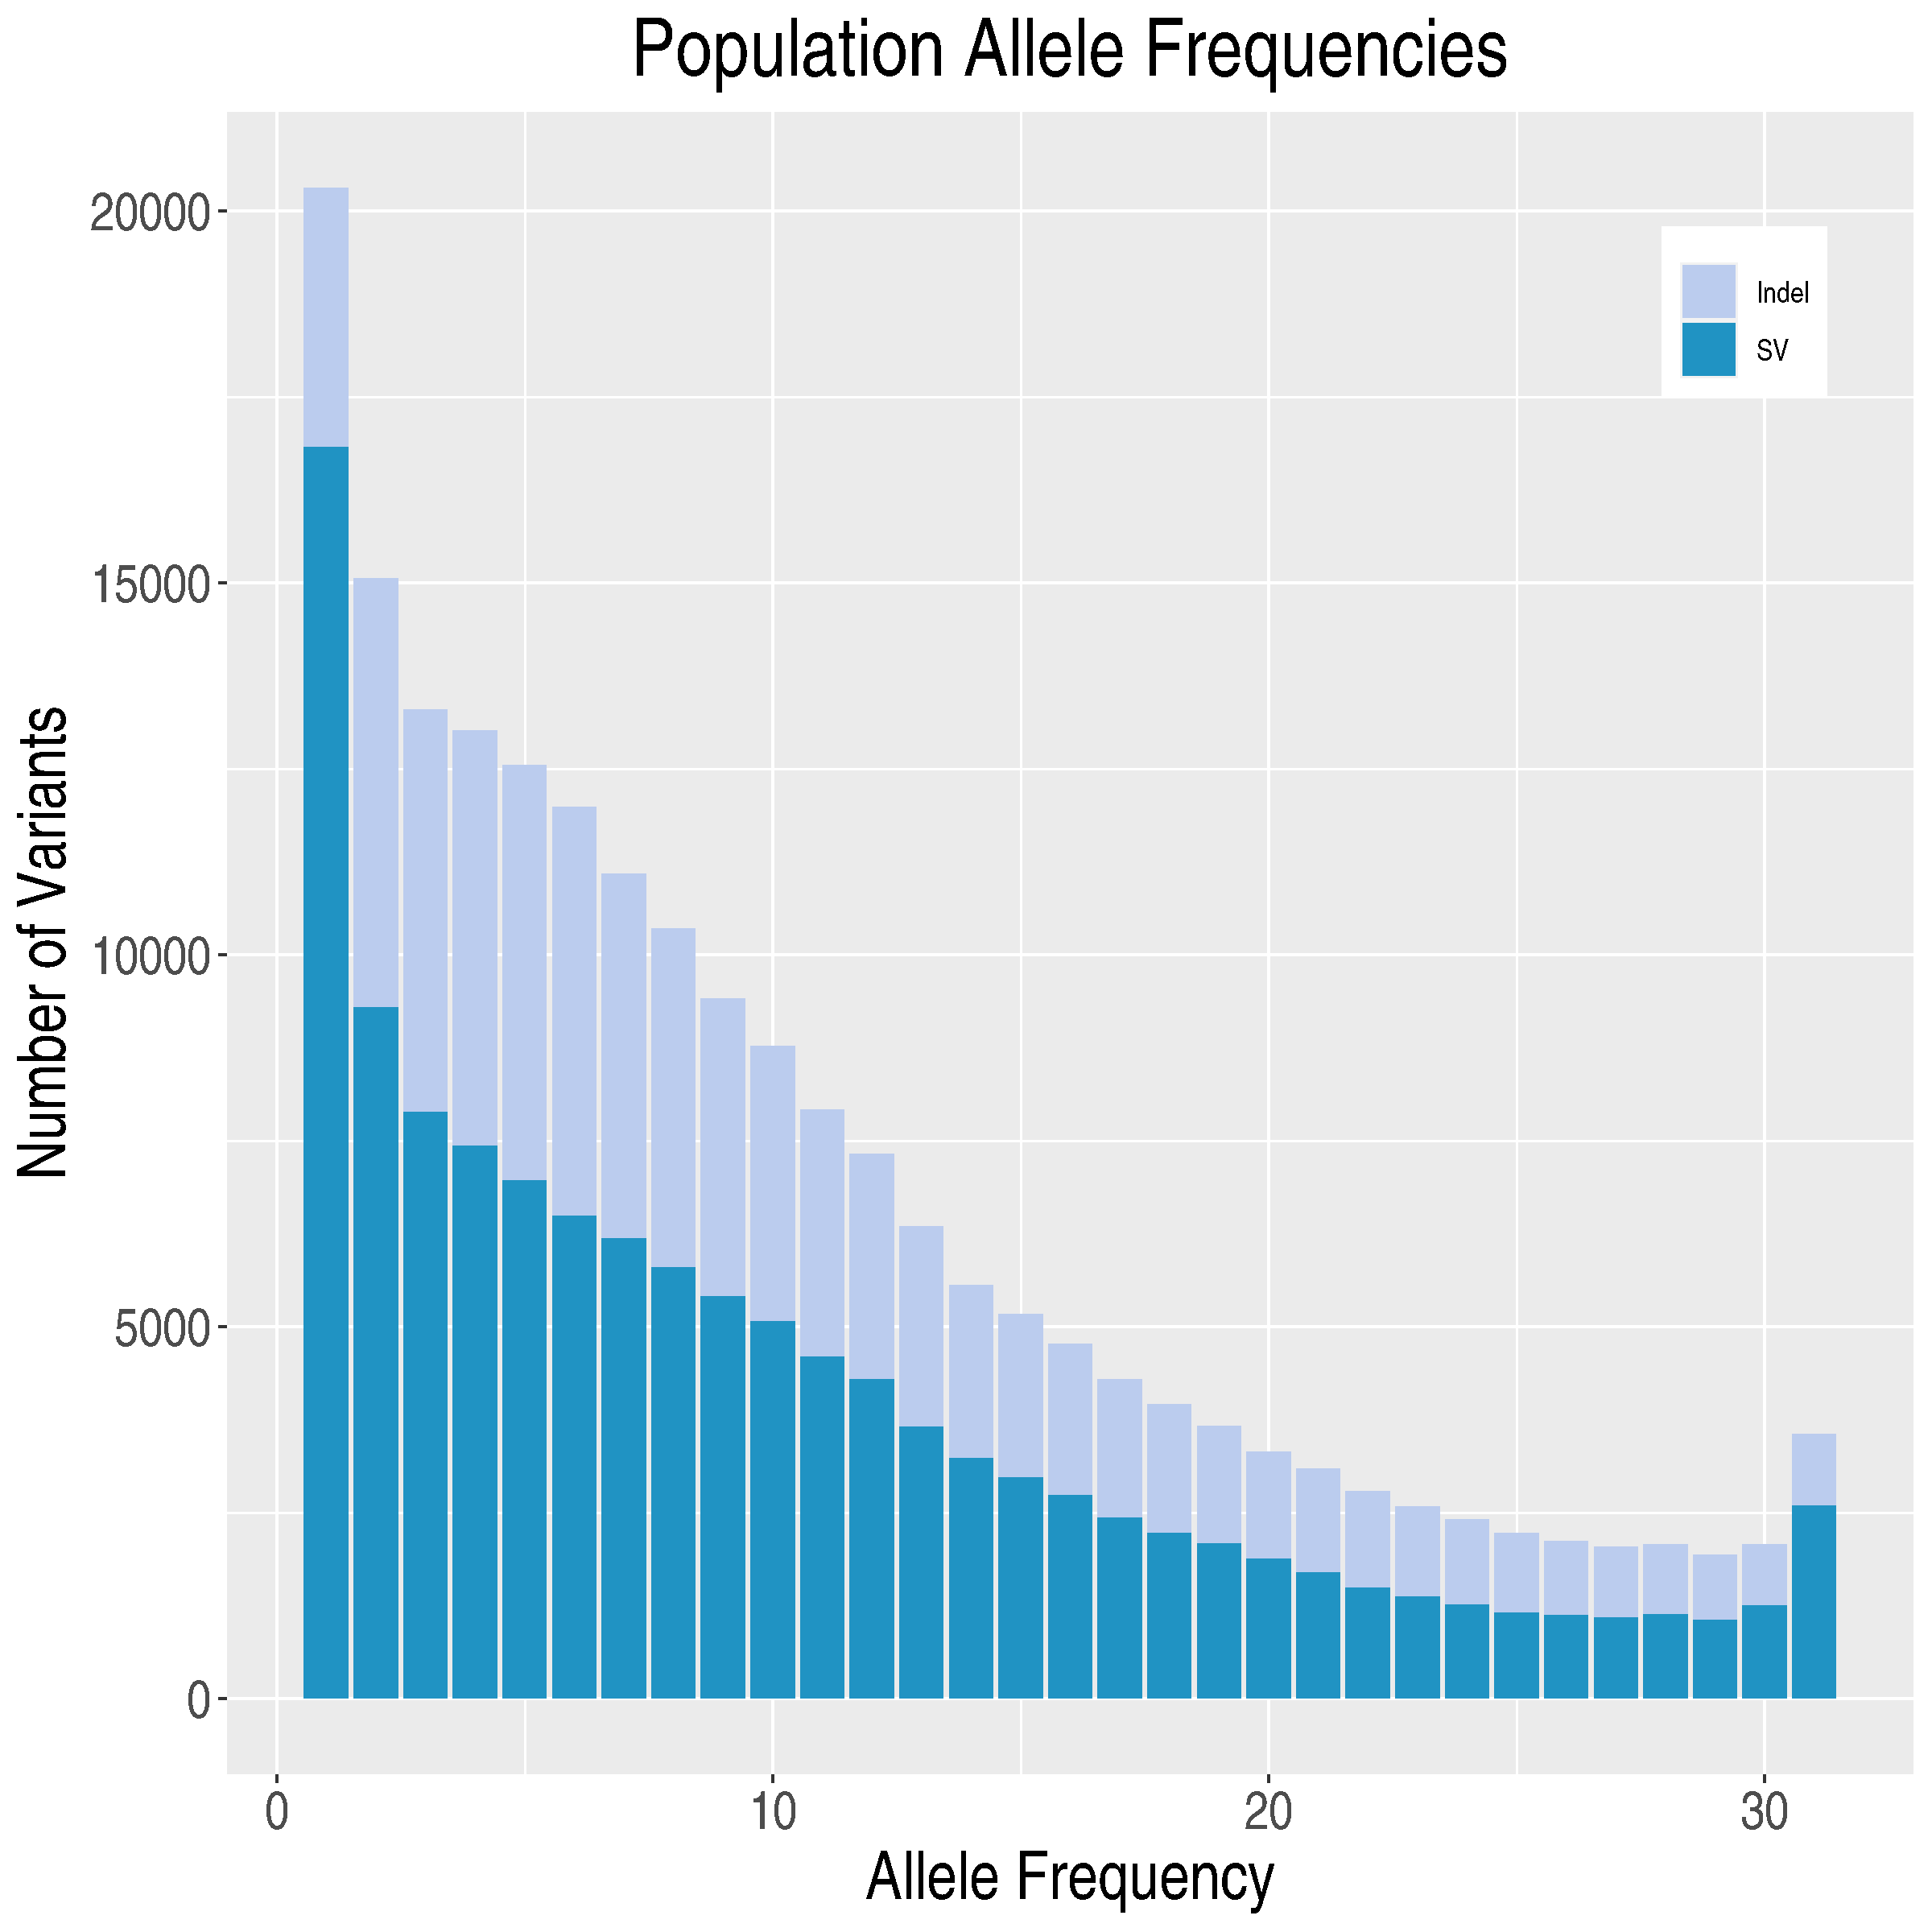 Population Allele Frequencies
20000
15000
10000
5000
0
Number of Variants
Indel
SV
0 10 20 30
Allele Frequency